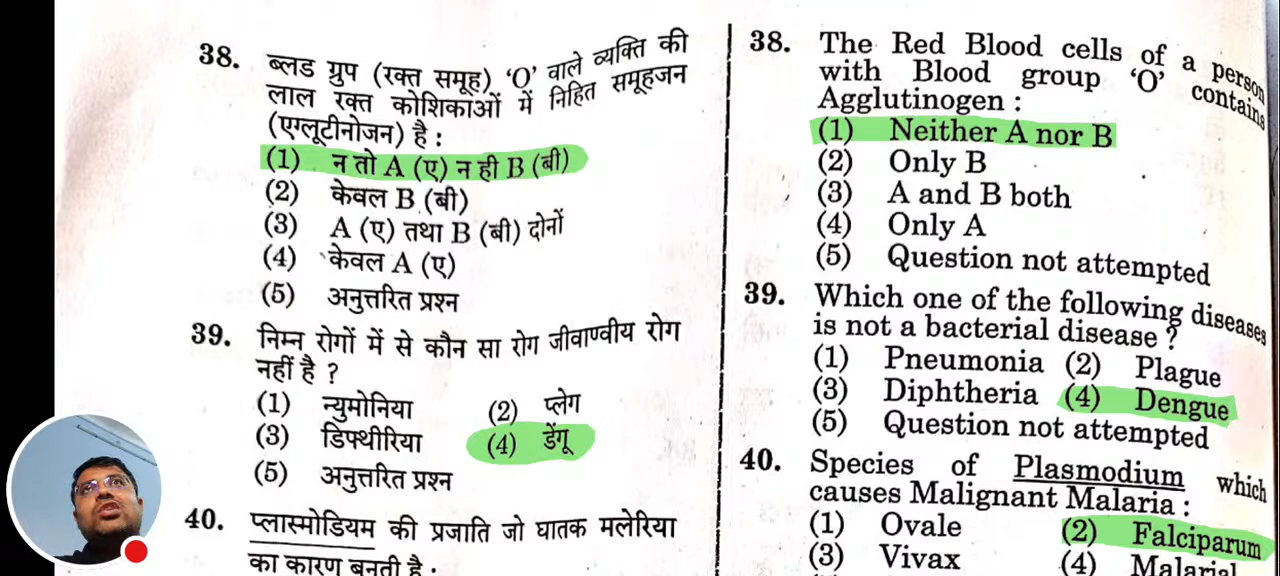 38. ब्लड ग्रुप (रक्त समूह) ‘O’ वाले व्यक्ति की
लाल रक्त कोशिकाओं में निहित समूहजन
(एग्लूटीनोजन) है :
(1) न तो A (ए) न ही B (बी)
(2) केवल B (बी)
(3) A (ए) तथा B (बी) दोनों
(4) केवल A (ए)
(5) अनुत्तरित प्रश्न
39. निम्न रोगों में से कौन सा रोग जीवाण्वीय रोग
नहीं है ?
(1) न्युमोनिया (2) प्लेग
(3) डिफ्थीरिया (4) डेंगू
(5) अनुत्तरित प्रश्न
40. प्लास्मोडियम की प्रजाति जो घातक मलेरिया
का कारण बनती है :
38. The Red Blood cells of a person
with Blood group ‘O’ contains
Agglutinogen :
(1) Neither A nor B
(2) Only B
(3) A and B both
(4) Only A
(5) Question not attempted
39. Which one of the following diseases
is not a bacterial disease ?
(1) Pneumonia (2) Plague
(3) Diphtheria (4) Dengue
(5) Question not attempted
40. Species of Plasmodium which
causes Malignant Malaria :
(1) Ovale (2) Falciparum
(3) Vivax (4) Malarial